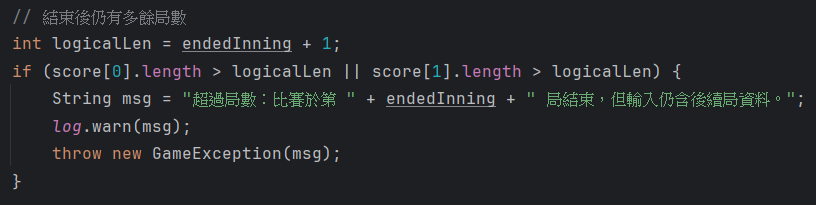 // 結束後仍有多餘局數
int logicalLen = endedInning + 1;
if (score[0].length > logicalLen || score[1].length > logicalLen) {
    String msg = "超過局數：比賽於第 " + endedInning + " 局結束，但輸入仍含後續局資料。";
    log.warn(msg);
    throw new GameException(msg);
}